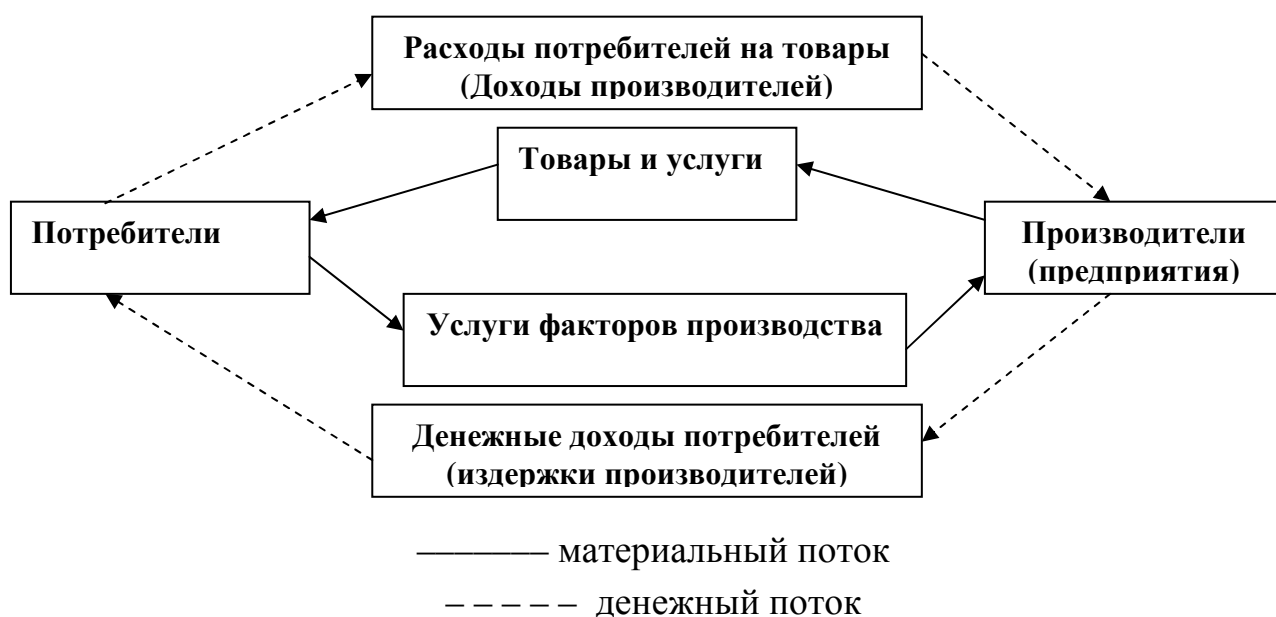 Расходы потребителей на товары
(Доходы производителей)
Товары и услуги
Потребители
Производители
(предприятия)
Услуги факторов производства
Денежные доходы потребителей
(издержки производителей)
материальный поток
денежный поток